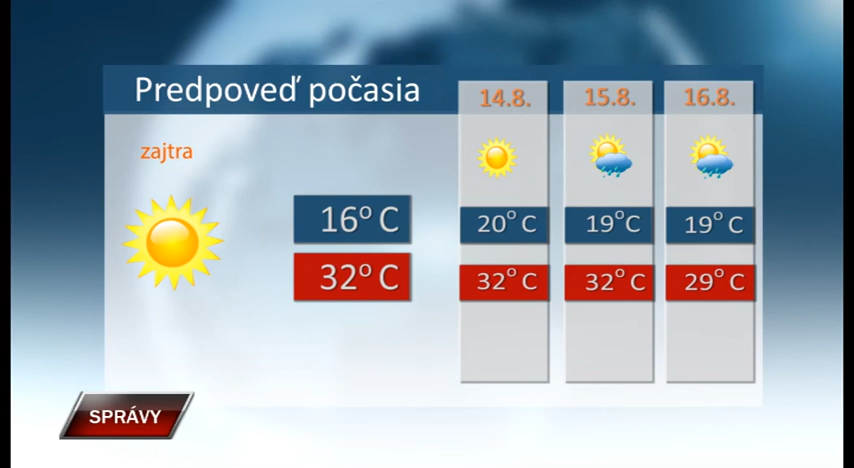 Predpoveď počasia
zajtra
16° C
32° C
14.8. 15.8. 16.8.
20° C 19°C 19° C
32° C 32° C 29° C
SPRÁVY